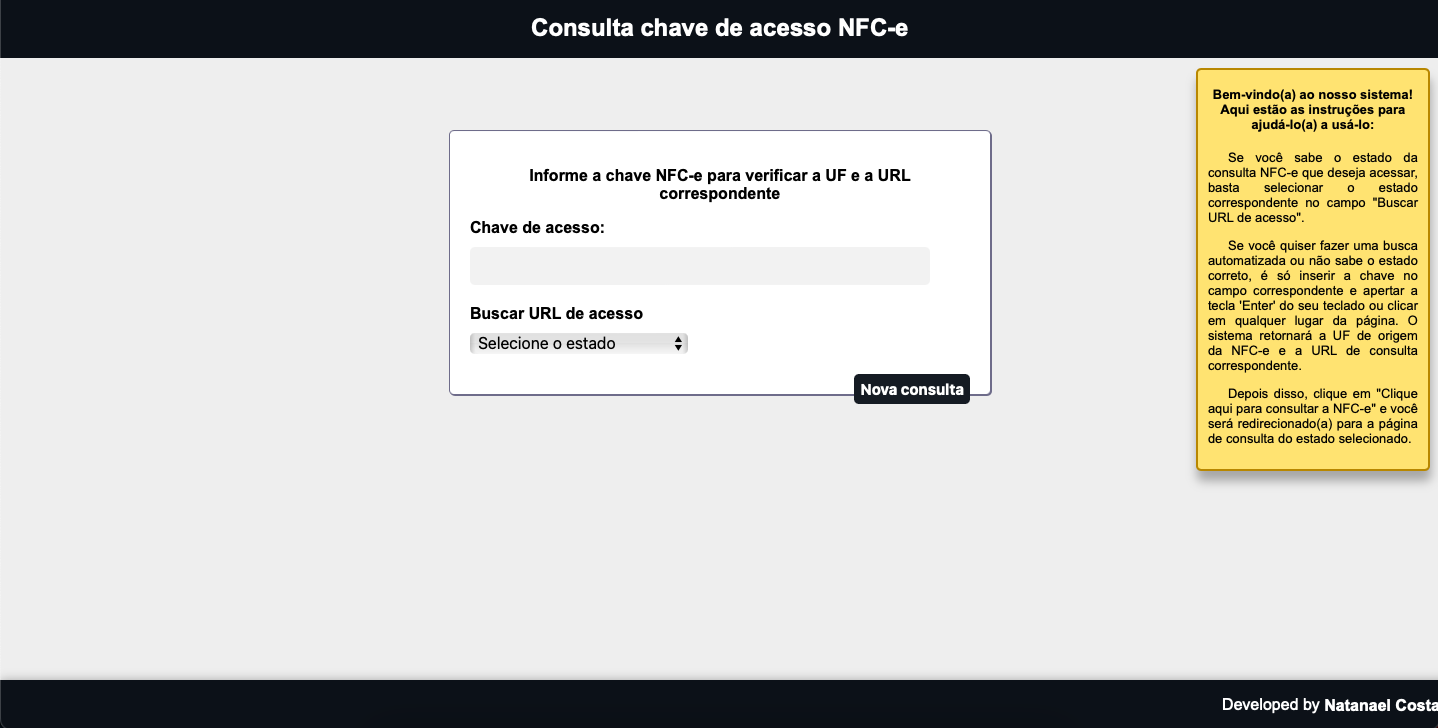 Consulta chave de acesso NFC-e
Informe a chave NFC-e para verificar a UF e a URL
correspondente
Chave de acesso:
Buscar URL de acesso
Selecione o estado
Nova consulta
Bem-vindo(a) ao nosso sistema!
Aqui estão as instruções para
ajudá-lo(a) a usá-lo:
Se você sabe o estado da
consulta NFC-e que deseja acessar,
basta selecionar o estado
correspondente no campo "Buscar
URL de acesso".
Se você quiser fazer uma busca
automatizada ou não sabe o estado
correto, é só inserir a chave no
campo correspondente e apertar a
tecla 'Enter' do seu teclado ou clicar
em qualquer lugar da página. O
sistema retornará a UF de origem
da NFC-e e a URL de consulta
correspondente.
Depois disso, clique em "Clique
aqui para consultar a NFC-e" e você
será redirecionado(a) para a página
de consulta do estado selecionado.
Developed by Natanael Costa